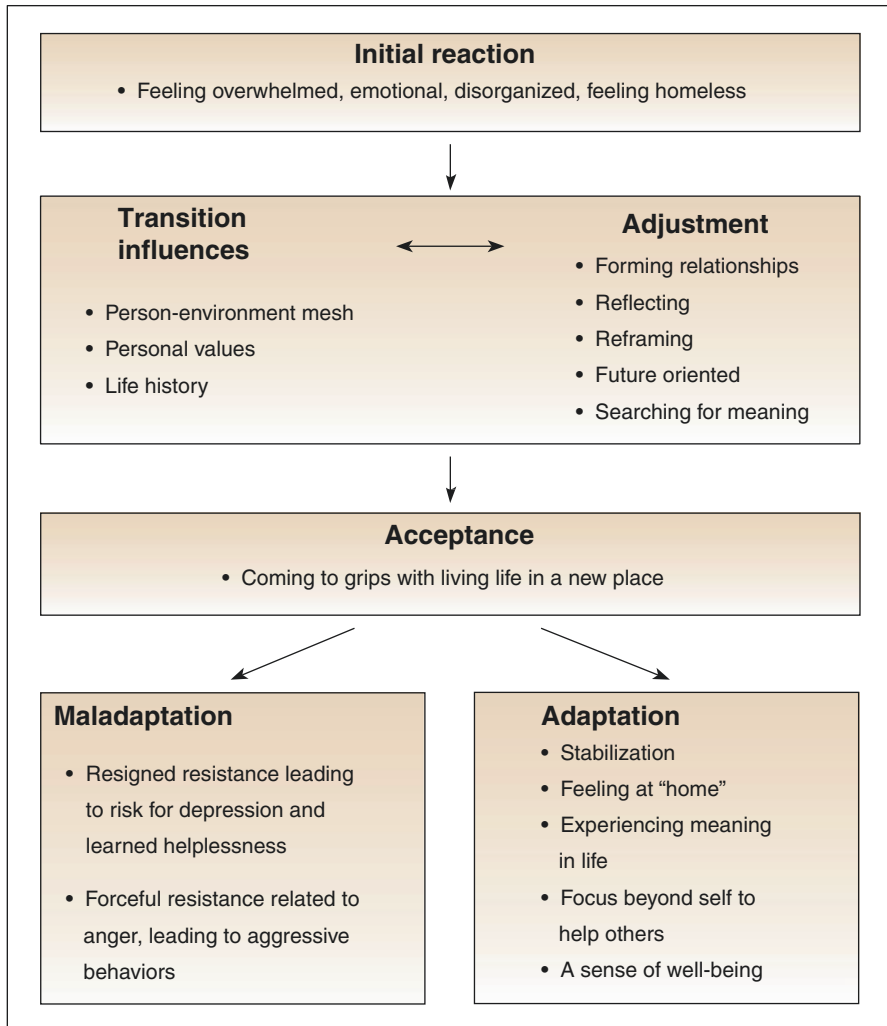 Initial reaction
• Feeling overwhelmed, emotional, disorganized, feeling homeless
Transition
influences
• Person-environment mesh
• Personal values
• Life history
Adjustment
• Forming relationships
• Reflecting
• Reframing
• Future oriented
• Searching for meaning
Acceptance
• Coming to grips with living life in a new place
Maladaptation
• Resigned resistance leading
to risk for depression and
learned helplessness
• Forceful resistance related to
anger, leading to aggressive
behaviors
Adaptation
• Stabilization
• Feeling at “home”
• Experiencing meaning
in life
• Focus beyond self to
help others
• A sense of well-being